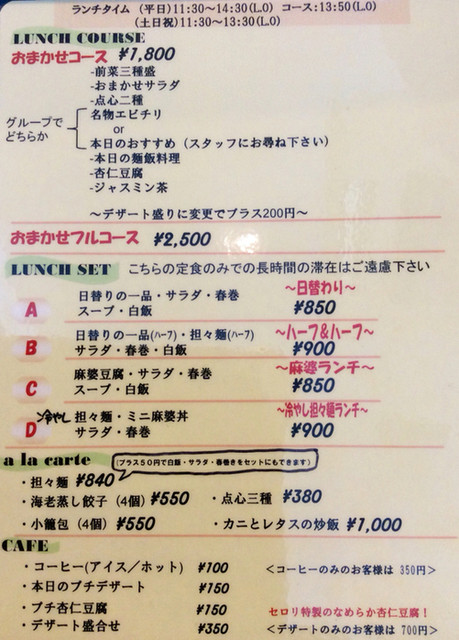 ランチタイム (平日)11:30~14:30(L.O) コース:13:50(L.O)
(土日祝)11:30~13:30(L.O)
LUNCH COURSE
おまかせコース ¥1,800
-前菜三種盛
-おまかせサラダ
-点心二種
グループで
どちらか
名物エビチリ
or
本日のおすすめ(スタッフにお尋ね下さい)
-本日の麺飯料理
-杏仁豆腐
-ジャスミン茶
~デザート盛りに変更でプラス200円~
おまかせフルコース ¥2,500
LUNCH SET こちらの定食のみでの長時間の滞在はご遠慮下さい
A 日替りの一品・サラダ・春巻
スープ・白飯
~日替わり~
¥850
B 日替りの一品(ハーフ)・担々麺(ハーフ)
サラダ・春巻・白飯
~ハーフ&ハーフ~
¥900
C 麻婆豆腐・サラダ・春巻
スープ・白飯
~麻婆ランチ~
¥850
D 冷やし 担々麺・ミニ麻婆丼
サラダ・春巻
~冷やし担々麺ランチ~
¥900
a la carte
(プラス50円で白飯・サラダ・春巻きをセットにもできます)
・担々麺 ¥840
・海老蒸し餃子(4個) ¥550 ・点心三種 ¥380
・小籠包(4個) ¥550 ・カニとレタスの炒飯 ¥1,000
CAFE
・コーヒー(アイス/ホット) ¥100 <コーヒーのみのお客様は 350円>
・本日のプチデザート ¥150
・プチ杏仁豆腐 ¥150 セロリ特製のなめらか杏仁豆腐!
・デザート盛合せ ¥350 <デザートのみのお客様は 700円>